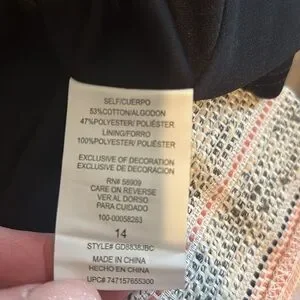 SELF/CUERPO
53%COTTON/ALGODON
47%POLYESTER/ POLIÉSTER
LINING/FORRO
100%POLYESTER/ POLIÉSTER
EXCLUSIVE OF DECORATION
EXCLUSIVE DE DECORACIÓN
RN# 58909
CARE ON REVERSE
VER AL DORSO
PARA CUIDADO
100-00058263
14
STYLE# GD8838JBC
MADE IN CHINA
HECHO EN CHINA
UPC# 747157655300